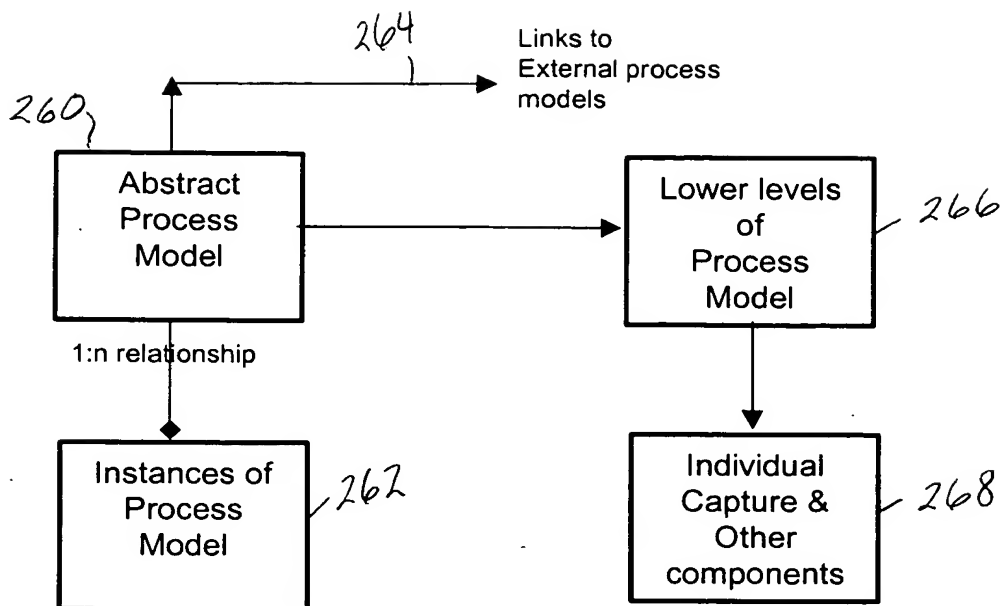 264
Links to
External process
models
260
Abstract
Process
Model
Lower levels
of
Process
Model
266
1:n relationship
Instances of
Process
Model
262
Individual
Capture &
Other
components
268